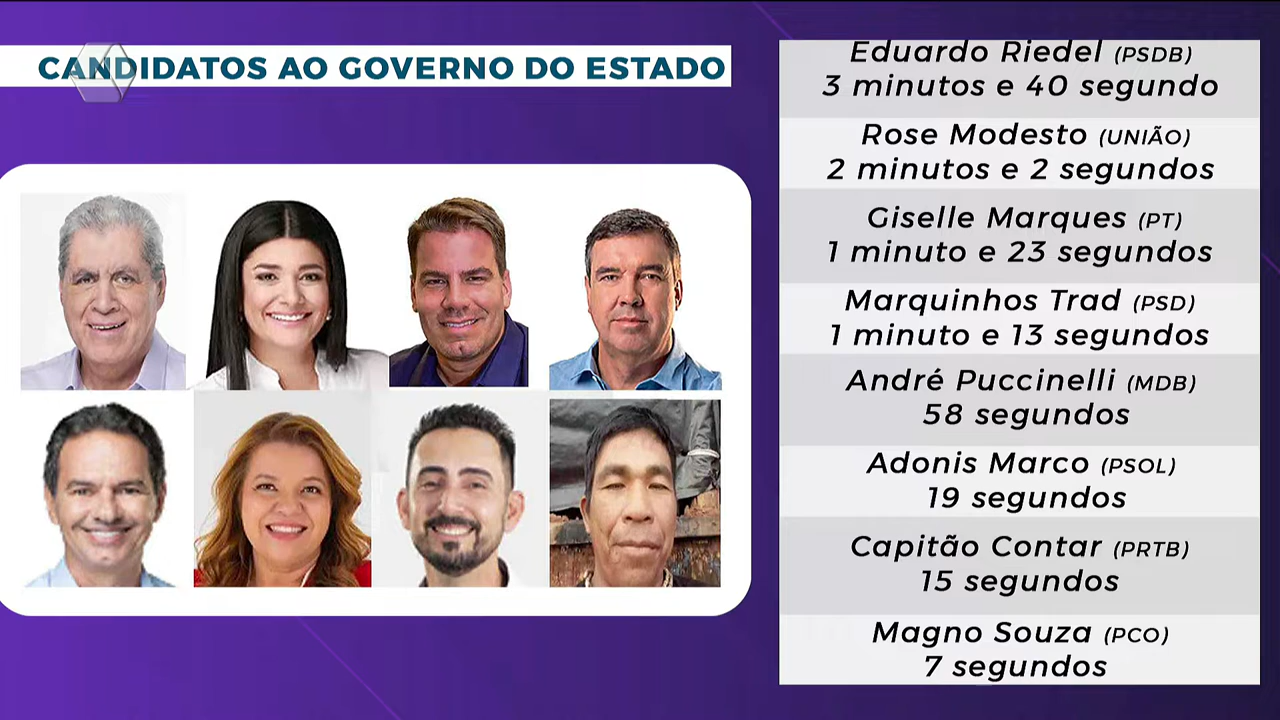 CANDIDATOS AO GOVERNO DO ESTADO
Eduardo Riedel (PSDB)
3 minutos e 40 segundo
Rose Modesto (UNIÃO)
2 minutos e 2 segundos
Giselle Marques (PT)
1 minuto e 23 segundos
Marquinhos Trad (PSD)
1 minuto e 13 segundos
André Puccinelli (MDB)
58 segundos
Adonis Marco (PSOL)
19 segundos
Capitão Contar (PRTB)
15 segundos
Magno Souza (PCO)
7 segundos